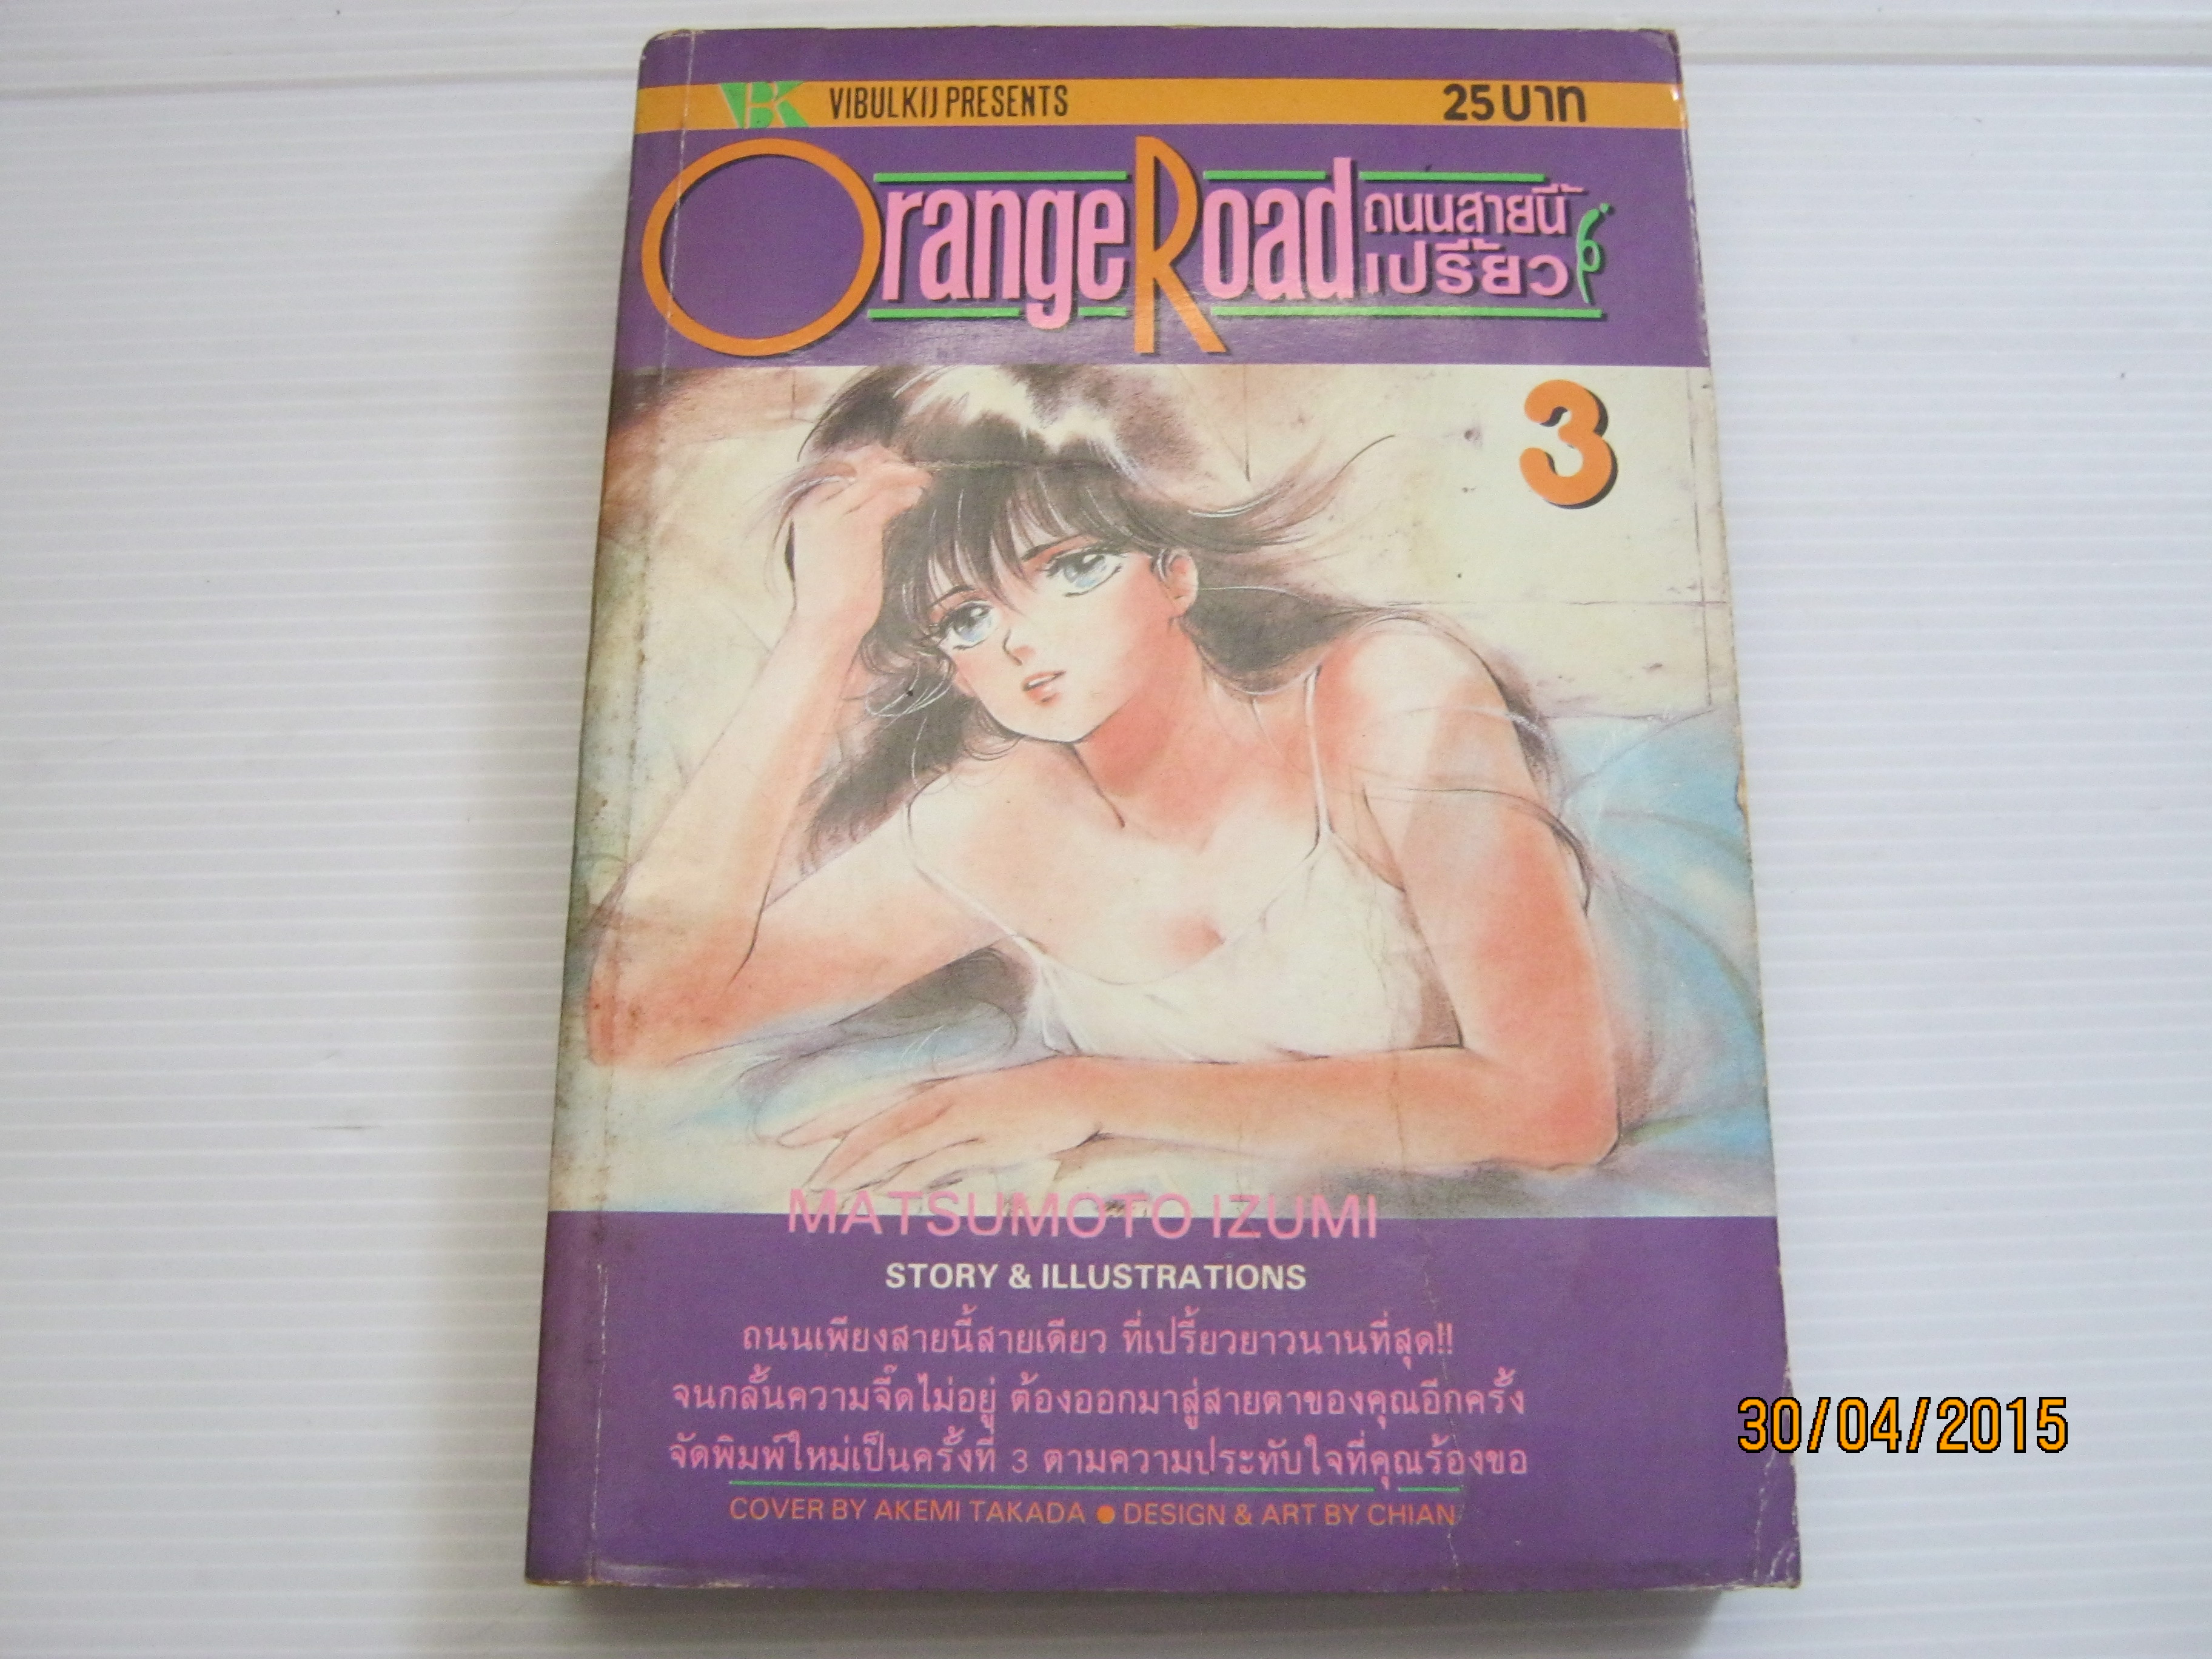 VBK VIBULKIJ PRESENTS 25 บาท
Orange Road ถนนสายนี้
เปรี้ยว
3
MATSUMOTO IZUMI
STORY & ILLUSTRATIONS
ถนนเพียงสายนี้สายเดียว ที่เปรี้ยวยาวนานที่สุด!!
จนกลั้นความจี๊ดไม่อยู่ ต้องออกมาสู่สายตาของคุณอีกครั้ง
จัดพิมพ์ใหม่เป็นครั้งที่ 3 ตามความประทับใจที่คุณร้องขอ
COVER BY AKEMI TAKADA ● DESIGN & ART BY CHIAN
30/04/2015